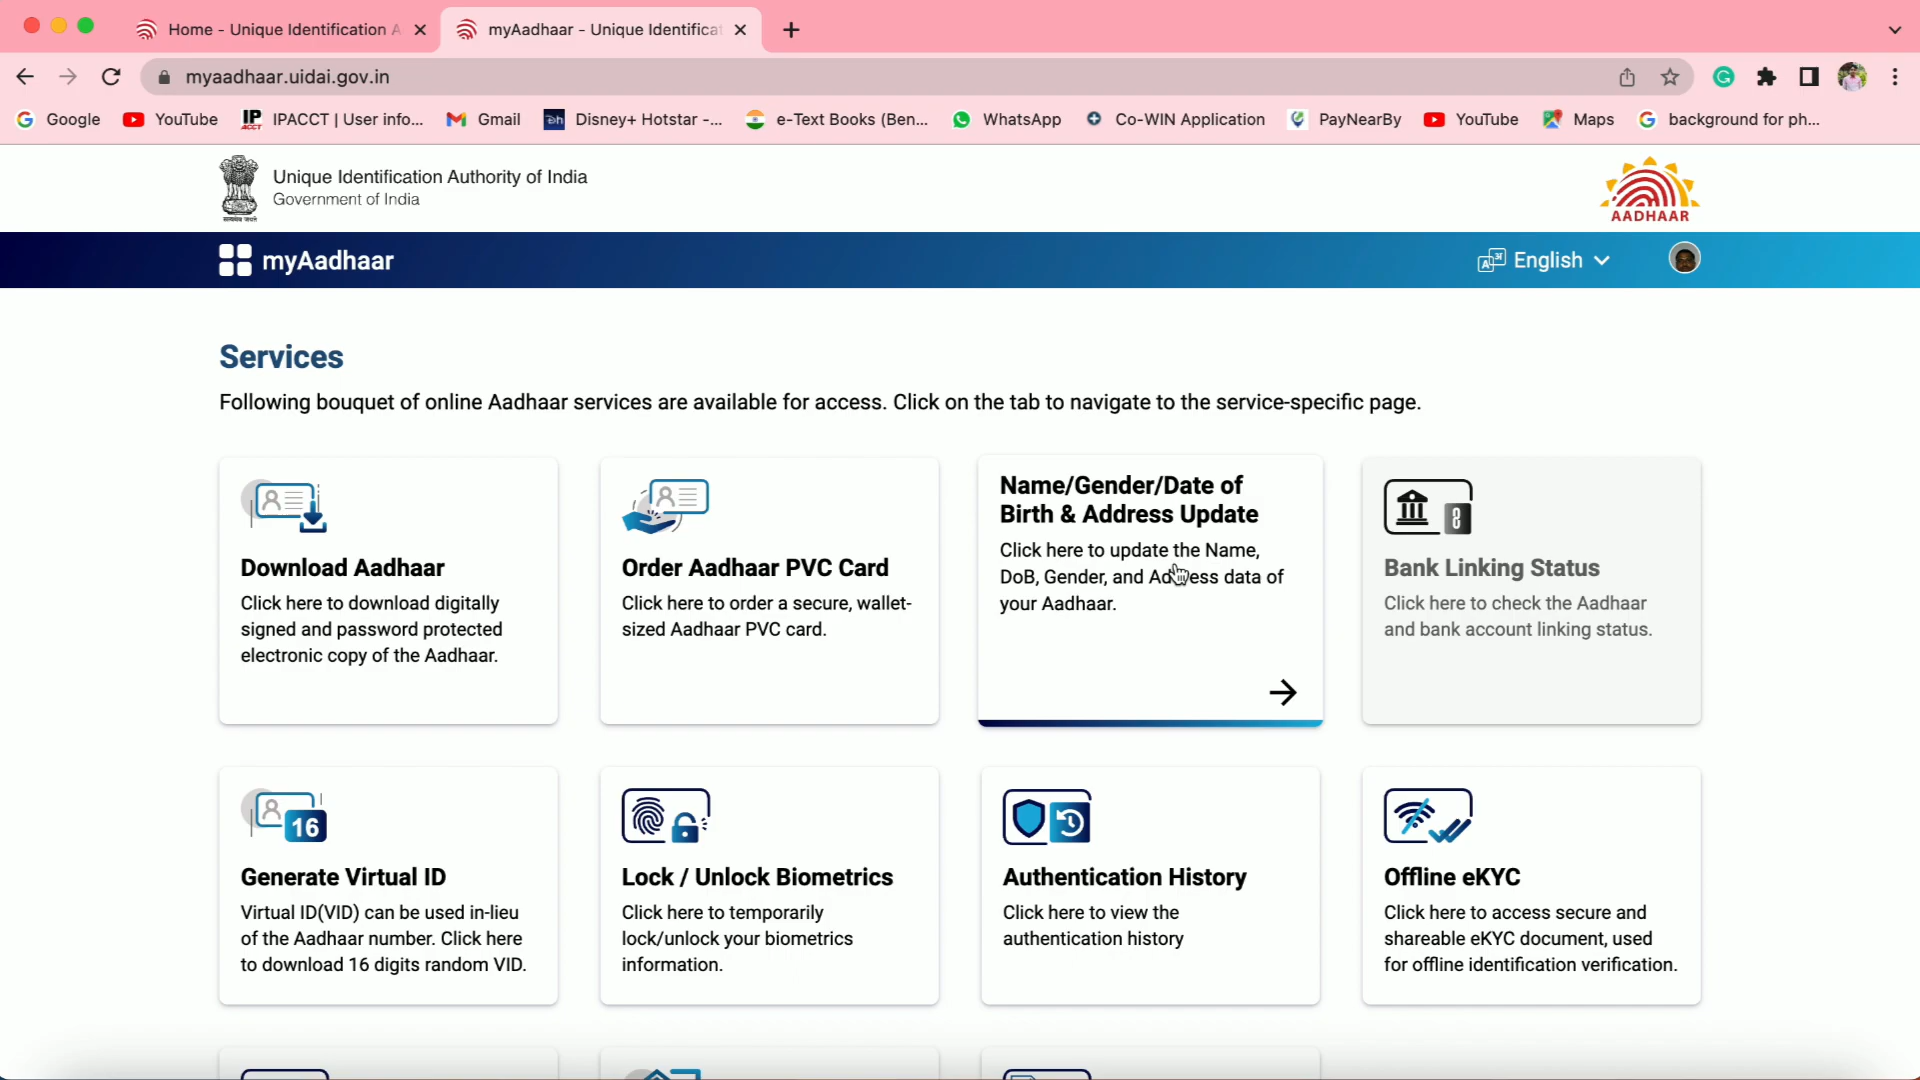 Home - Unique Identification A
myAadhaar - Unique Identificat
myaadhaar.uidai.gov.in
Google
YouTube
IPACCT | User info...
Gmail
Disney+ Hotstar -...
e-Text Books (Ben...
WhatsApp
Co-WIN Application
PayNearBy
YouTube
Maps
background for ph...
सत्यमेव जयते
Unique Identification Authority of India
Government of India
AADHAAR
myAadhaar
English
Services
Following bouquet of online Aadhaar services are available for access. Click on the tab to navigate to the service-specific page.
Download Aadhaar
Click here to download digitally
signed and password protected
electronic copy of the Aadhaar.
Order Aadhaar PVC Card
Click here to order a secure, wallet-
sized Aadhaar PVC card.
Name/Gender/Date of
Birth & Address Update
Click here to update the Name,
DoB, Gender, and Address data of
your Aadhaar.
Bank Linking Status
Click here to check the Aadhaar
and bank account linking status.
16
Generate Virtual ID
Virtual ID(VID) can be used in-lieu
of the Aadhaar number. Click here
to download 16 digits random VID.
Lock / Unlock Biometrics
Click here to temporarily
lock/unlock your biometrics
information.
Authentication History
Click here to view the
authentication history
Offline eKYC
Click here to access secure and
shareable eKYC document, used
for offline identification verification.